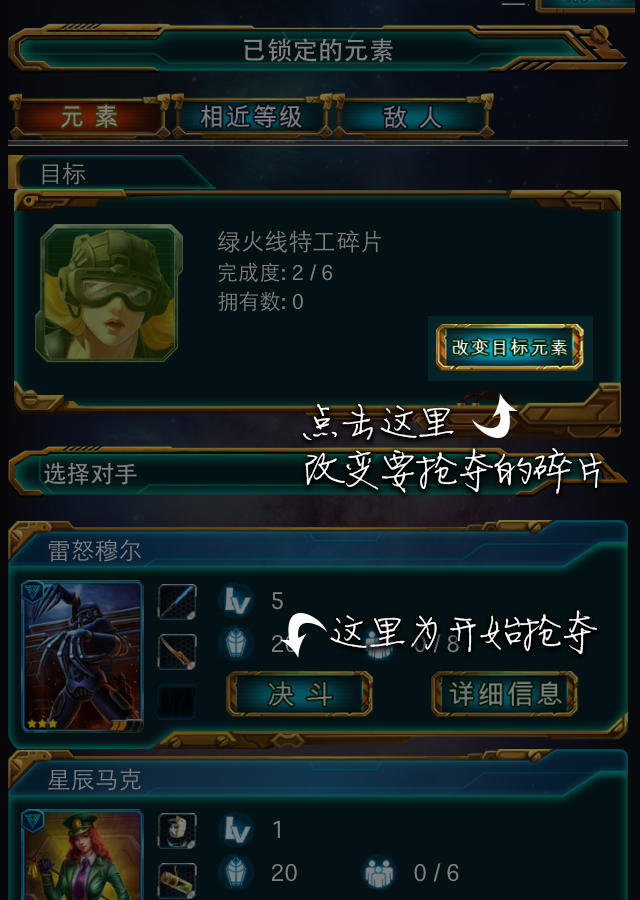 已锁定的元素
元 素
相近等级
敌 人
目标
绿火线特工碎片
完成度: 2 / 6
拥有数: 0
改变目标元素
点击这里
改变要抢夺的碎片
选择对手
雷怒穆尔
Lv 5
这里为开始抢夺
0 / 8
决 斗
详细信息
星辰马克
Lv 1
20
0 / 6